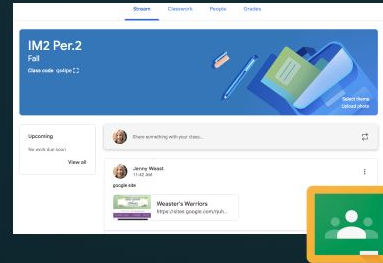 Stream Classwork People Grades
IM2 Per.2
Fall
Class code
Select theme
Upload photo
Upcoming
No work due soon
View all
Share something with your class...
Jenny Weast
11:42 AM
google site
Weaster's Warriors
https://sites.google.com/njuh...